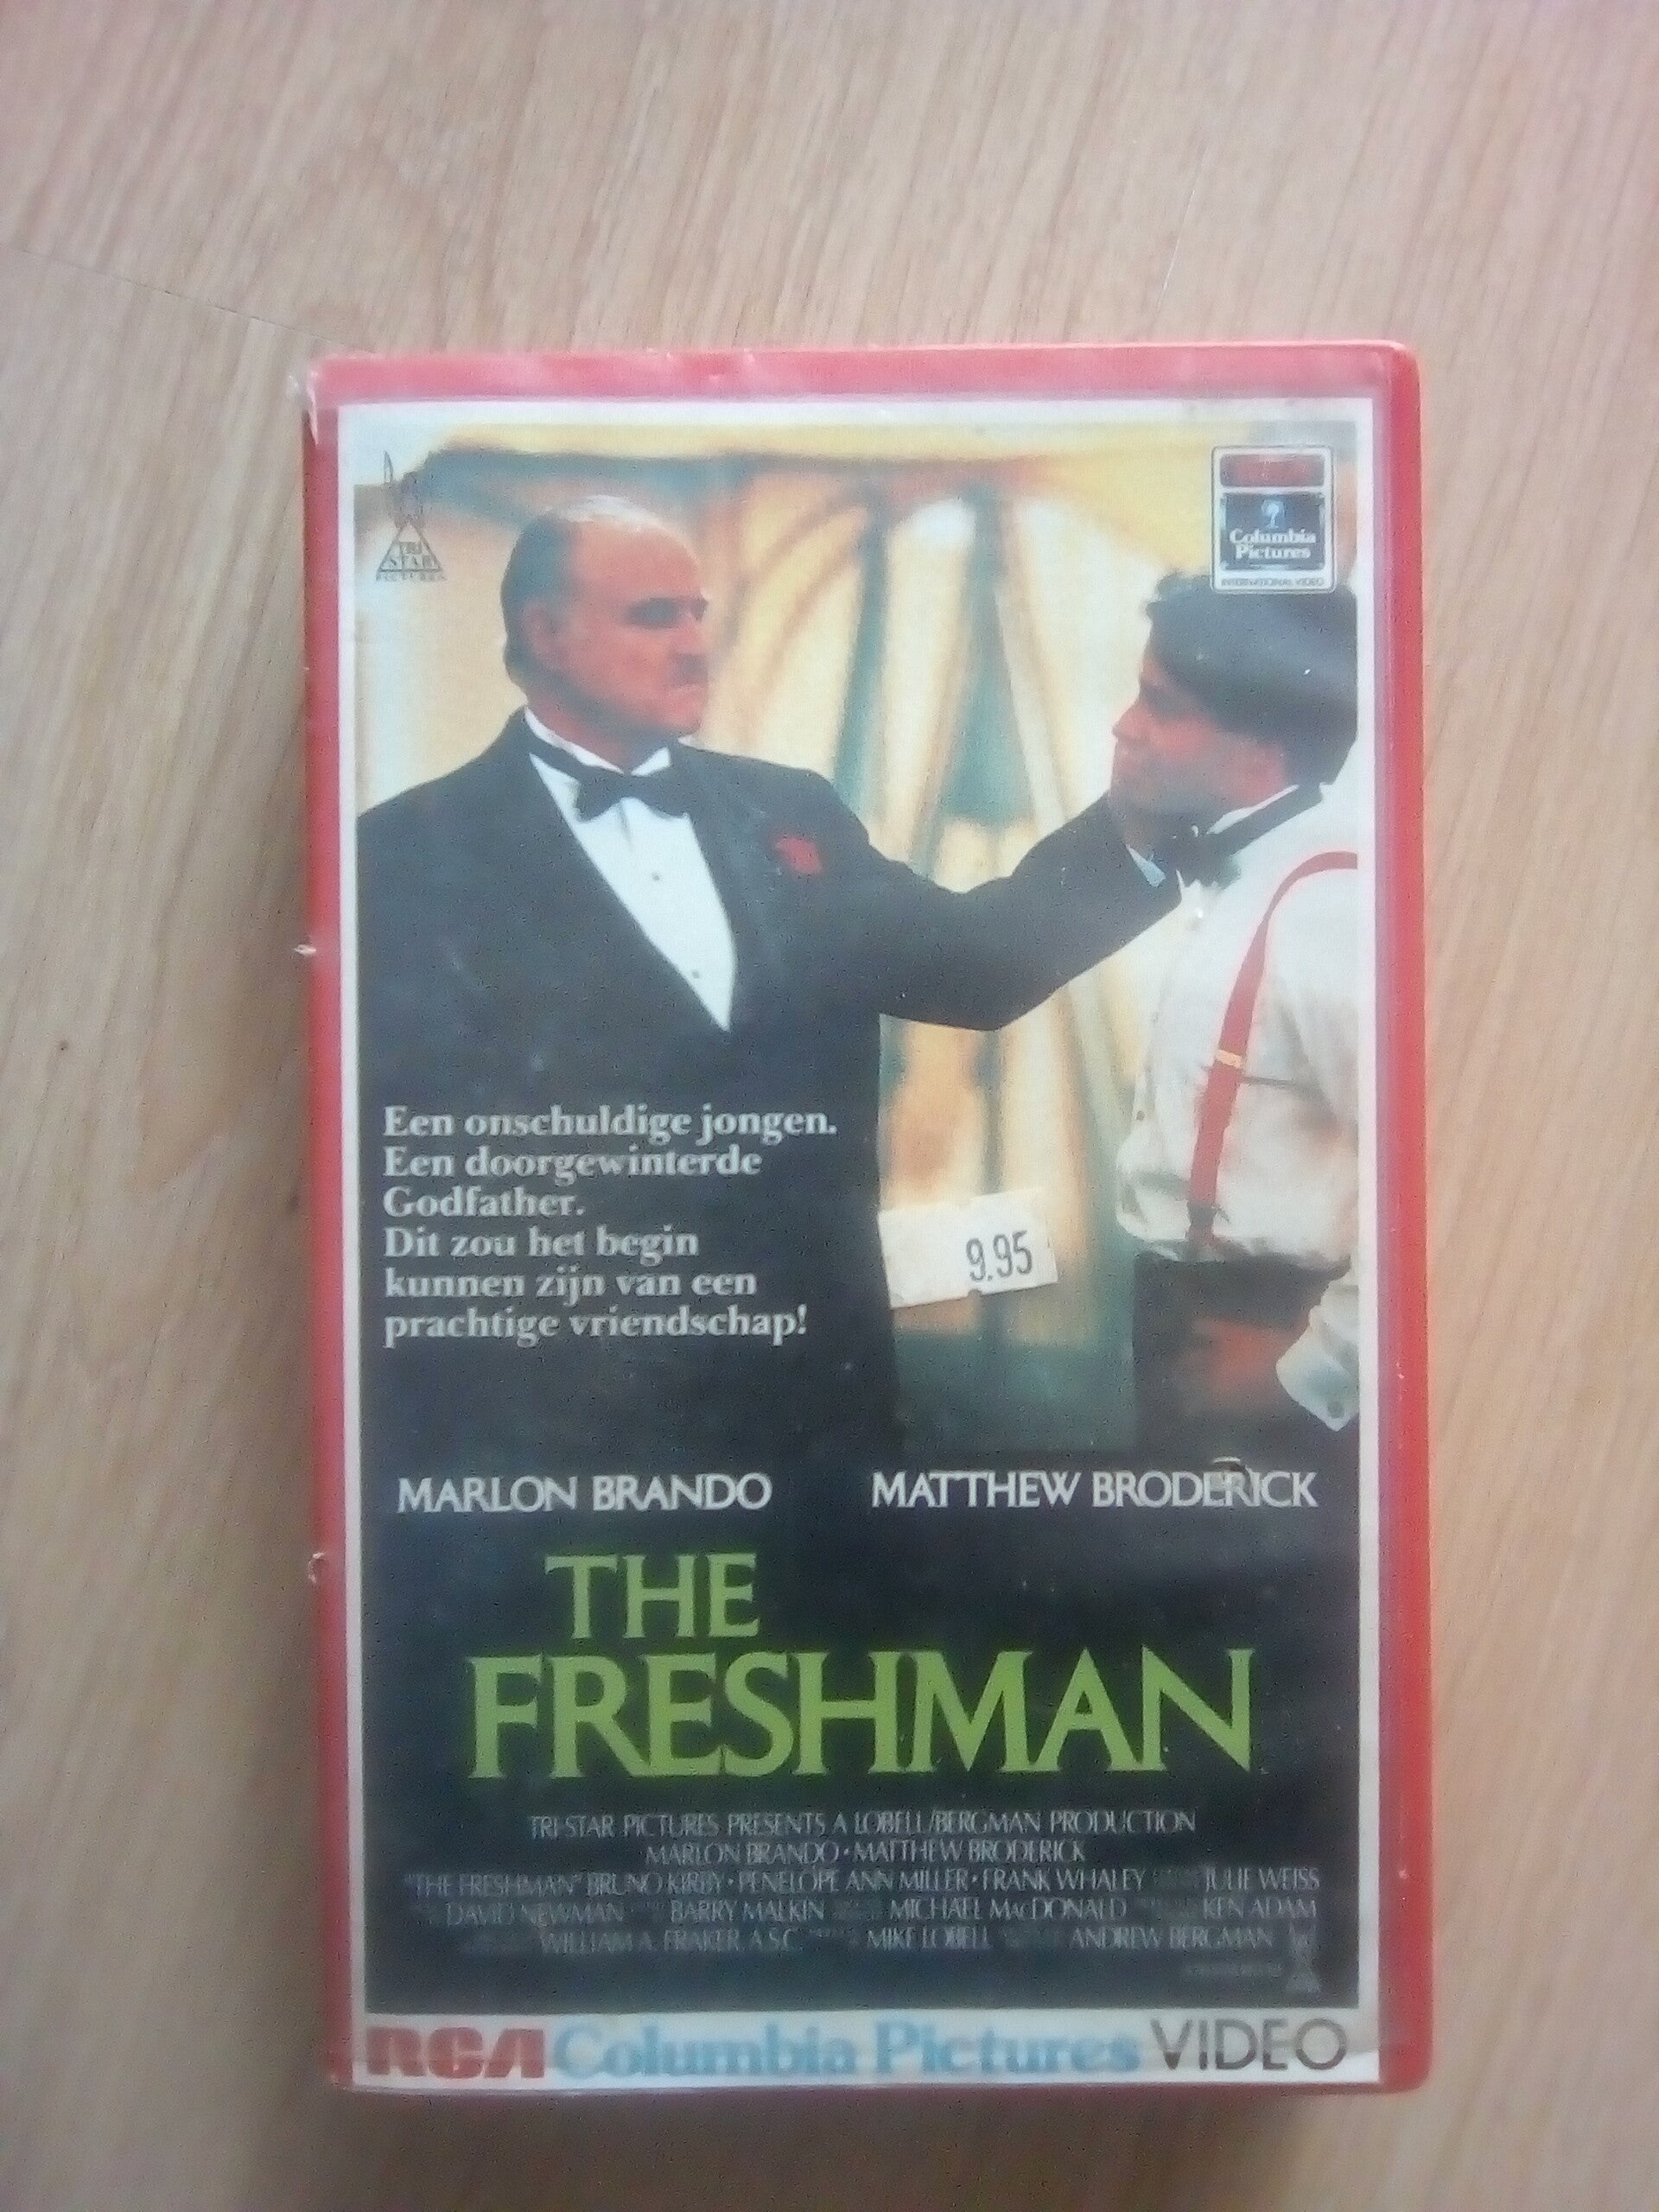 TRI
STAR
PICTURES
Columbia
Pictures
INTERNATIONAL VIDEO
Een onschuldige jongen.
Een doorgewinterde
Godfather.
Dit zou het begin
kunnen zijn van een
prachtige vriendschap!
9.95
MARLON BRANDO MATTHEW BRODERICK
THE
FRESHMAN
TRI-STAR PICTURES PRESENTS A LOBELL/BERGMAN PRODUCTION
MARLON BRANDO · MATTHEW BRODERICK
"THE FRESHMAN" BRUNO KIRBY · PENELOPE ANN MILLER · FRANK WHALEY JULIE WEISS
DAVID NEWMAN BARRY MALKIN MICHAEL MACDONALD KEN ADAM
WILLIAM A. FRAKER, A.S.C. MIKE LOBELL ANDREW BERGMAN
RCA Columbia Pictures VIDEO